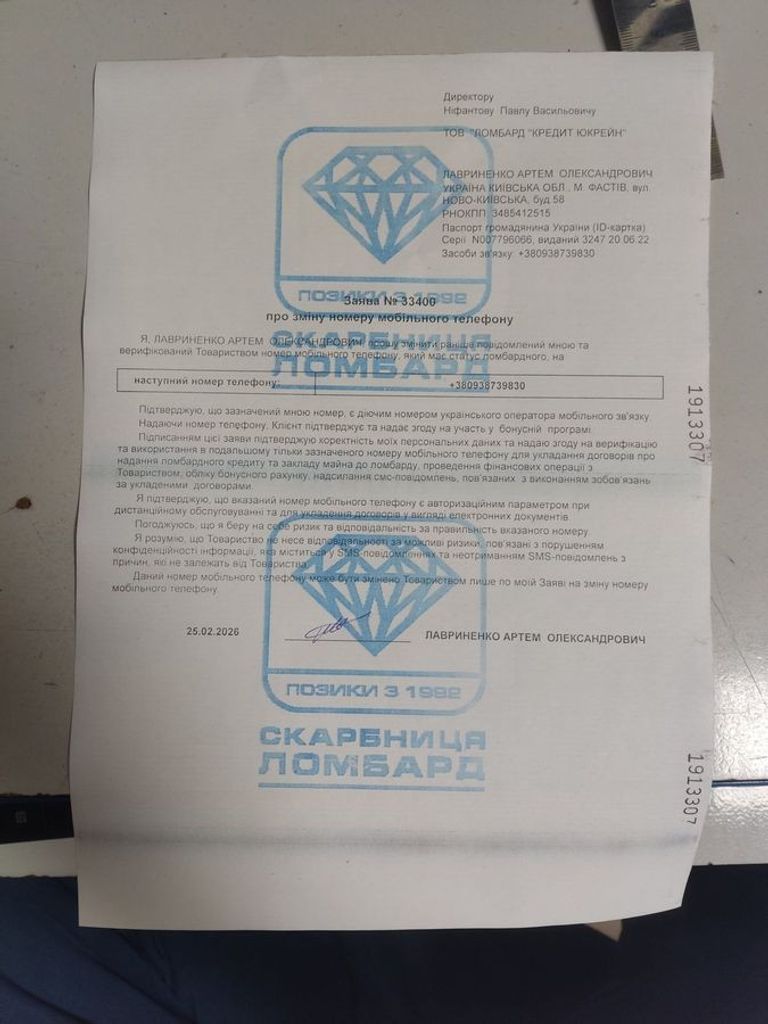 Директору
Ніфантову Павлу Васильовичу
ТОВ "ЛОМБАРД "КРЕДИТ ЮКРЕЙН"
ЛАВРИНЕНКО АРТЕМ ОЛЕКСАНДРОВИЧ
УКРАЇНА КИЇВСЬКА ОБЛ., М. ФАСТІВ, вул.
НОВО-КИЇВСЬКА, буд 58
РНОКПП 3485412515
Паспорт громадянина України (ID-картка)
Серії N007796066, виданий 3247 20.06.22
Засоби зв'язку: +380938739830
ПОЗИКИ З 1992
Заява № 33400
про зміну номеру мобільного телефону
СКАРБНИЦЯ
ЛОМБАРД
Я, ЛАВРИНЕНКО АРТЕМ ОЛЕКСАНДРОВИЧ, прошу змінити раніше повідомлений мною та
верифікований Товариством номер мобільного телефону, який має статус ломбардного, на
наступний номер телефону: +380938739830
1913307
Підтверджую, що зазначений мною номер, є діючим номером українського оператора мобільного зв'язку.
Надаючи номер телефону, Клієнт підтверджує та надає згоду на участь у бонусній програмі.
Підписанням цієї заяви підтверджую коректність моїх персональних даних та надаю згоду на верифікацію
та використання в подальшому тільки зазначеного номеру мобільного телефону для укладання договорів про
надання ломбардного кредиту та закладу майна до ломбарду, проведення фінансових операції з
Товариством, обліку бонусного рахунку, надсилання смс-повідомлень, пов'язаних з виконанням зобов'язань
за укладеними договорами.
Я підтверджую, що вказаний номер мобільного телефону є авторизаційним параметром при
дистанційному обслуговуванні та для укладення договорів у вигляді електронних документів.
Погоджуюсь, що я беру на себе ризик та відповідальність за правильність вказаного номеру.
Я розумію, що Товариство не несе відповідальності за можливі ризики, пов'язані з порушенням
конфіденційності інформації, яка міститься у SMS-повідомленнях та неотриманням SMS-повідомлень з
причин, які не залежать від Товариства.
Даний номер мобільного телефону може бути змінено Товариством лише по моїй Заяві на зміну номеру
мобільного телефону.
25.02.2026 ЛАВРИНЕНКО АРТЕМ ОЛЕКСАНДРОВИЧ
ПОЗИКИ З 1992
СКАРБНИЦЯ
ЛОМБАРД
1913307